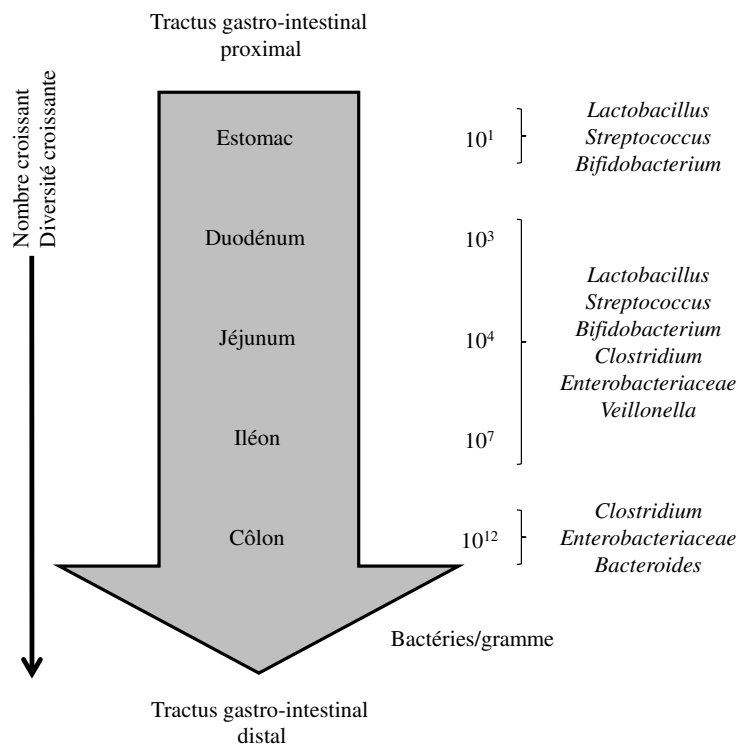 Tractus gastro-intestinal
proximal
Nombre croissant
Diversité croissante
Estomac
10¹
Lactobacillus
Streptococcus
Bifidobacterium
Duodénum
10³
Jéjunum
10⁴
Iléon
10⁷
Lactobacillus
Streptococcus
Bifidobacterium
Clostridium
Enterobacteriaceae
Veillonella
Côlon
10¹²
Clostridium
Enterobacteriaceae
Bacteroides
Bactéries/gramme
Tractus gastro-intestinal
distal